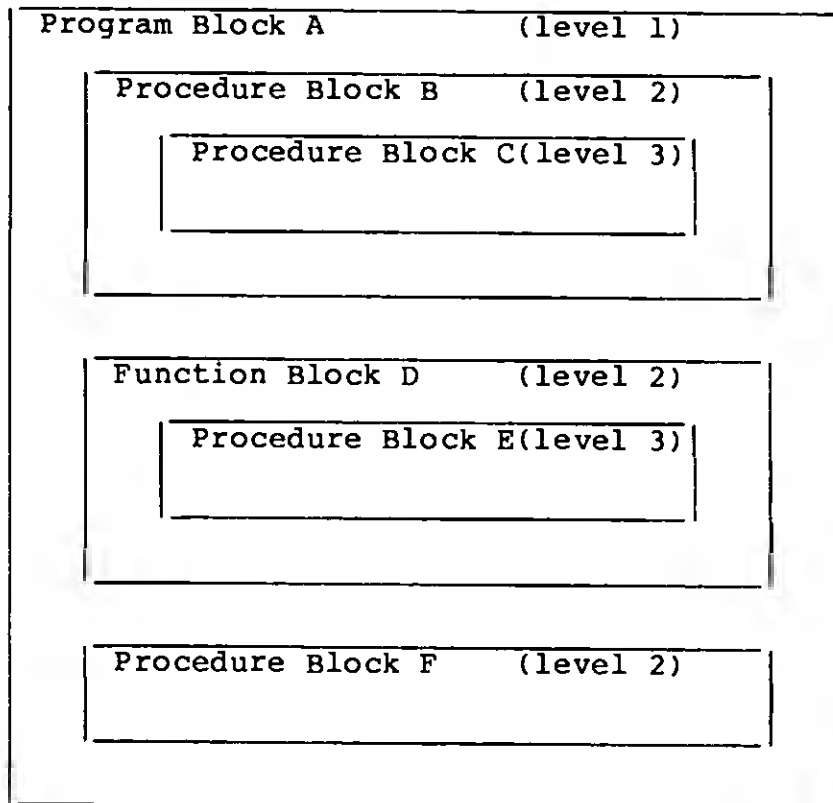 Program Block A (level 1)
Procedure Block B (level 2)
Procedure Block C(level 3)
Function Block D (level 2)
Procedure Block E(level 3)
Procedure Block F (level 2)